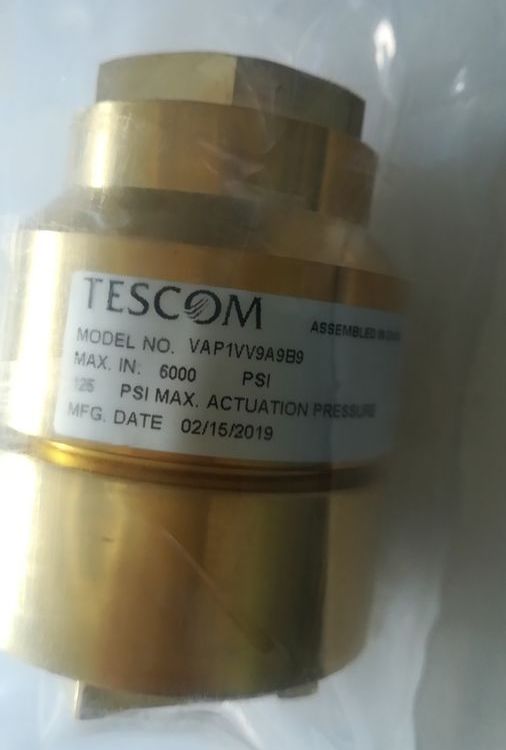 TESCOM
ASSEMBLED IN
MODEL NO. VAP1VV9A9B9
MAX. IN: 6000 PSI
125 PSI MAX. ACTUATION PRESSURE
MFG. DATE 02/15/2019